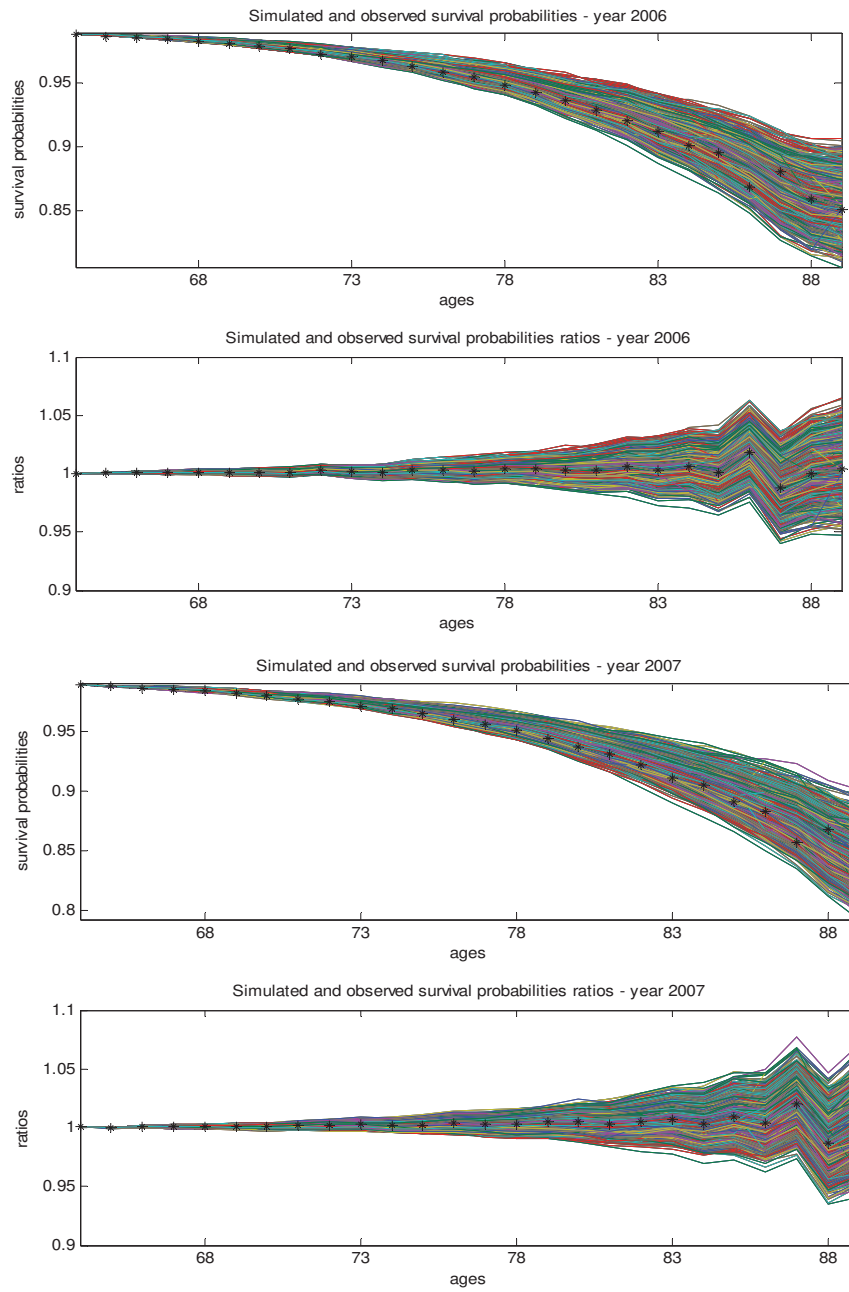 Simulated and observed survival probabilities - year 2006
survival probabilities
0.95
0.9
0.85
68 73 78 83 88
ages
Simulated and observed survival probabilities ratios - year 2006
ratios
1.1
1.05
1
0.95
0.9
68 73 78 83 88
ages
Simulated and observed survival probabilities - year 2007
survival probabilities
0.95
0.9
0.85
0.8
68 73 78 83 88
ages
Simulated and observed survival probabilities ratios - year 2007
ratios
1.1
1.05
1
0.95
0.9
68 73 78 83 88
ages